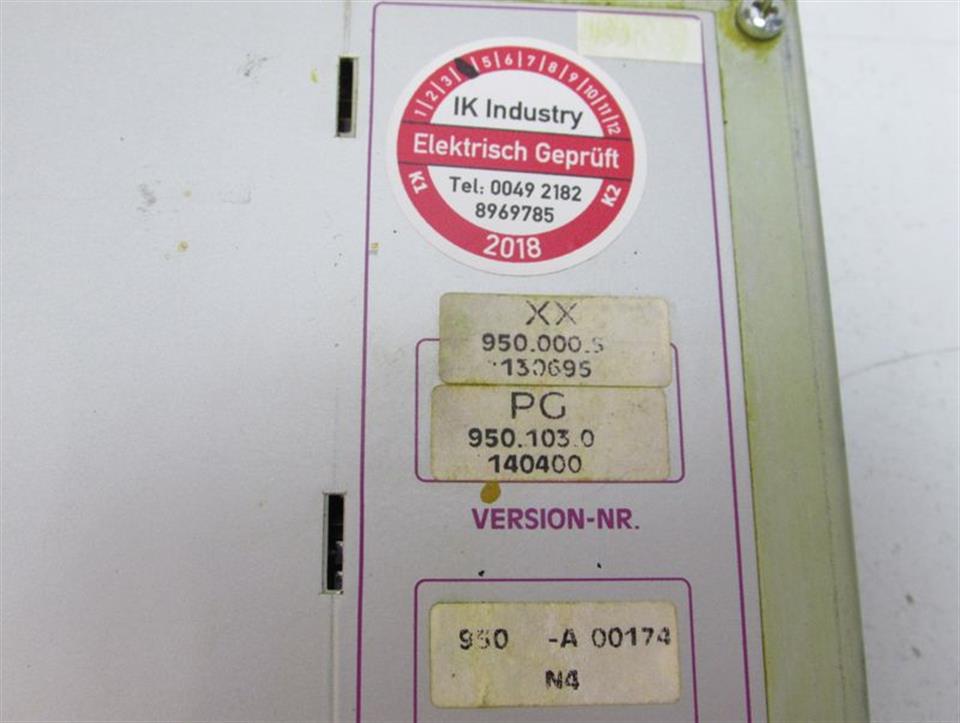 1 2 3 5 6 7 8 9 10 11 12
IK Industry
Elektrisch Geprüft
K1 K2
Tel: 0049 2182
8969785
2018
XX
950.000.5
130695
PG
950.103.0
140400
VERSION-NR.
950 -A 00174
N4